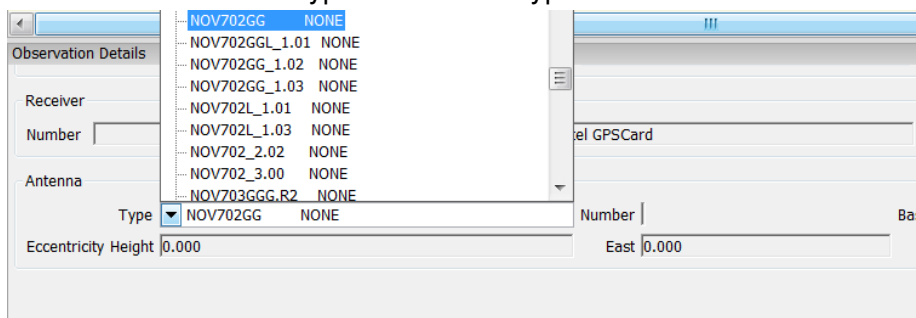 NOV702GG NONE
Observation Details
NOV702GGL_1.01 NONE
NOV702GG_1.02 NONE
NOV702GG_1.03 NONE
Receiver
NOV702L_1.01 NONE
NOV702L_1.03 NONE
Number
tel GPSCard
NOV702_2.02 NONE
NOV702_3.00 NONE
Antenna
NOV703GGG.R2 NONE
Type NOV702GG NONE Number
Eccentricity Height 0.000 East 0.000